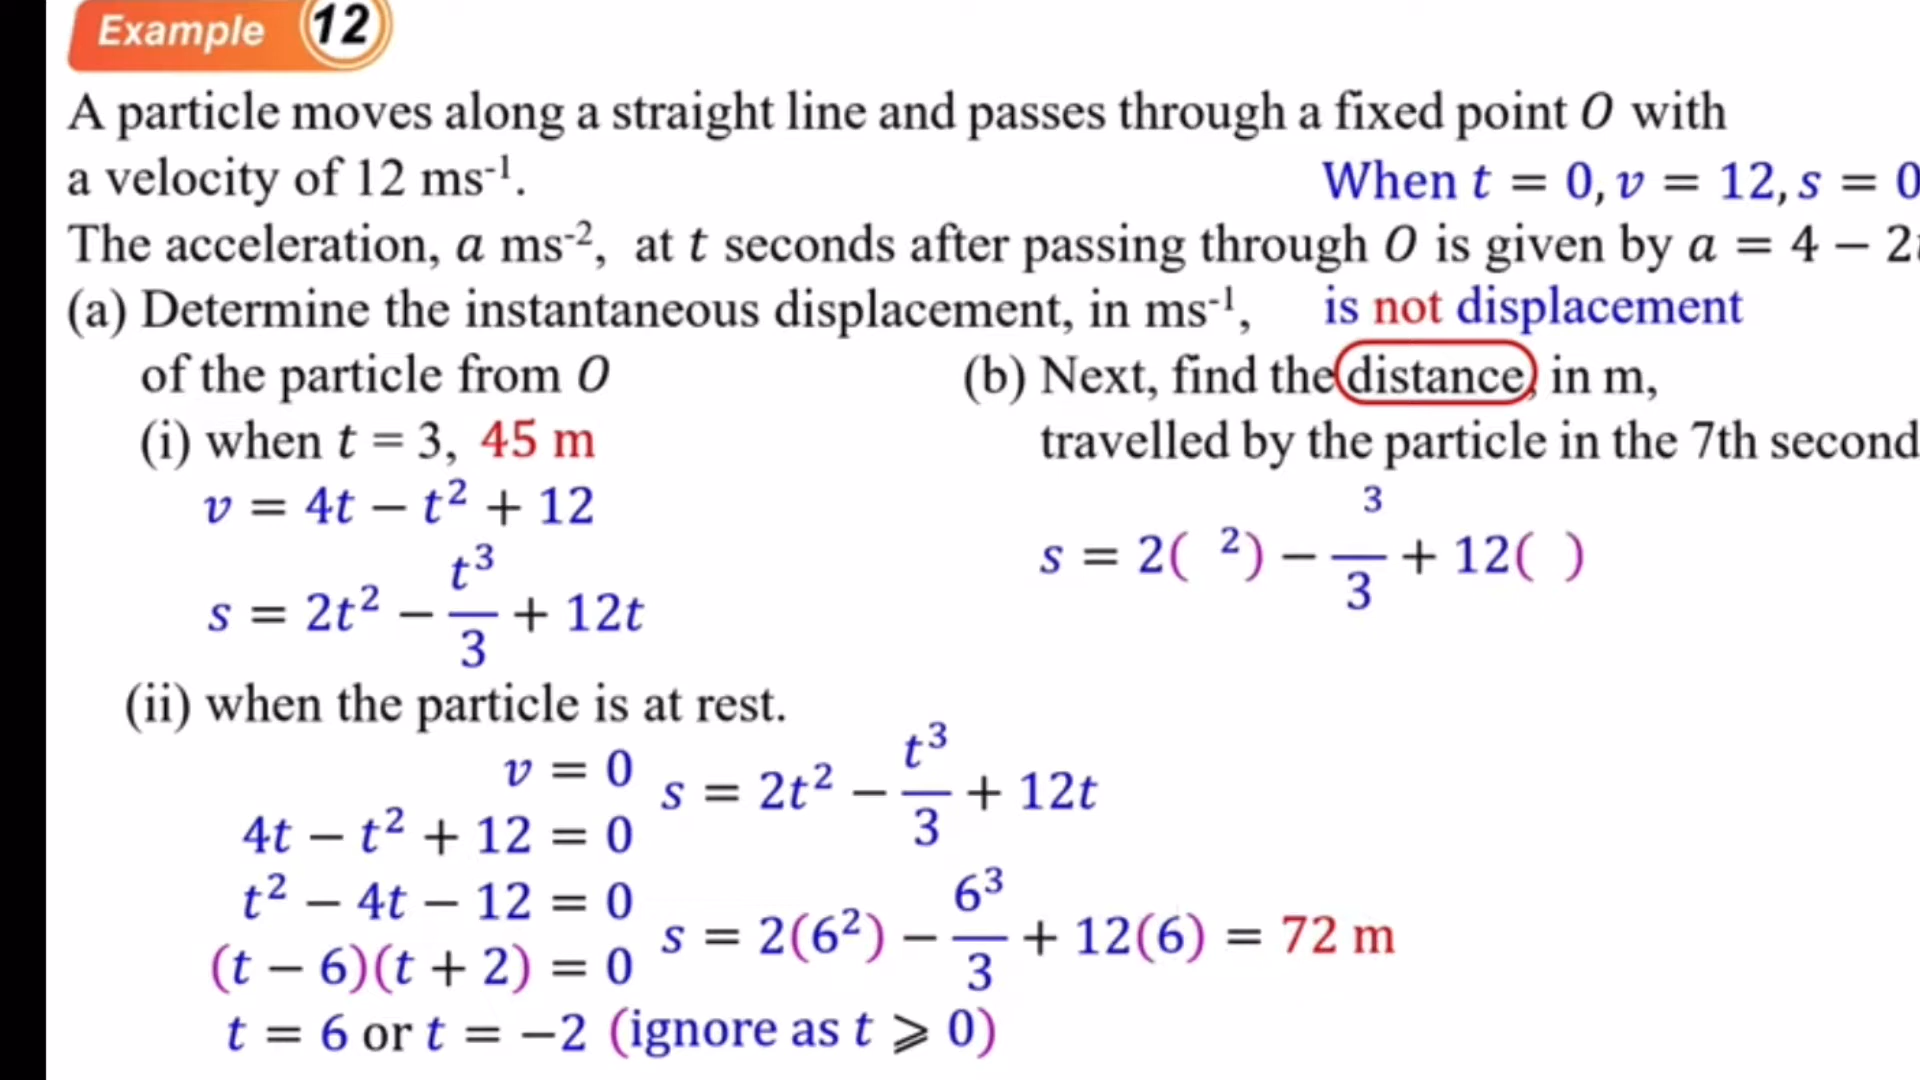 Example 12
A particle moves along a straight line and passes through a fixed point O with
a velocity of 12 ms⁻¹.
When t = 0, v = 12, s = 0
The acceleration, a ms⁻², at t seconds after passing through O is given by a = 4 − 2
(a) Determine the instantaneous displacement, in ms⁻¹,
of the particle from O
(i) when t = 3, 45 m
v = 4t − t² + 12
s = 2t² − t³/3 + 12t
is not displacement
(b) Next, find the distance, in m,
travelled by the particle in the 7th second
s = 2( ²) − ³/3 + 12( )
(ii) when the particle is at rest.
v = 0
4t − t² + 12 = 0
t² − 4t − 12 = 0
(t − 6)(t + 2) = 0
t = 6 or t = −2 (ignore as t ⩾ 0)
s = 2t² − t³/3 + 12t
s = 2(6²) − 6³/3 + 12(6) = 72 m